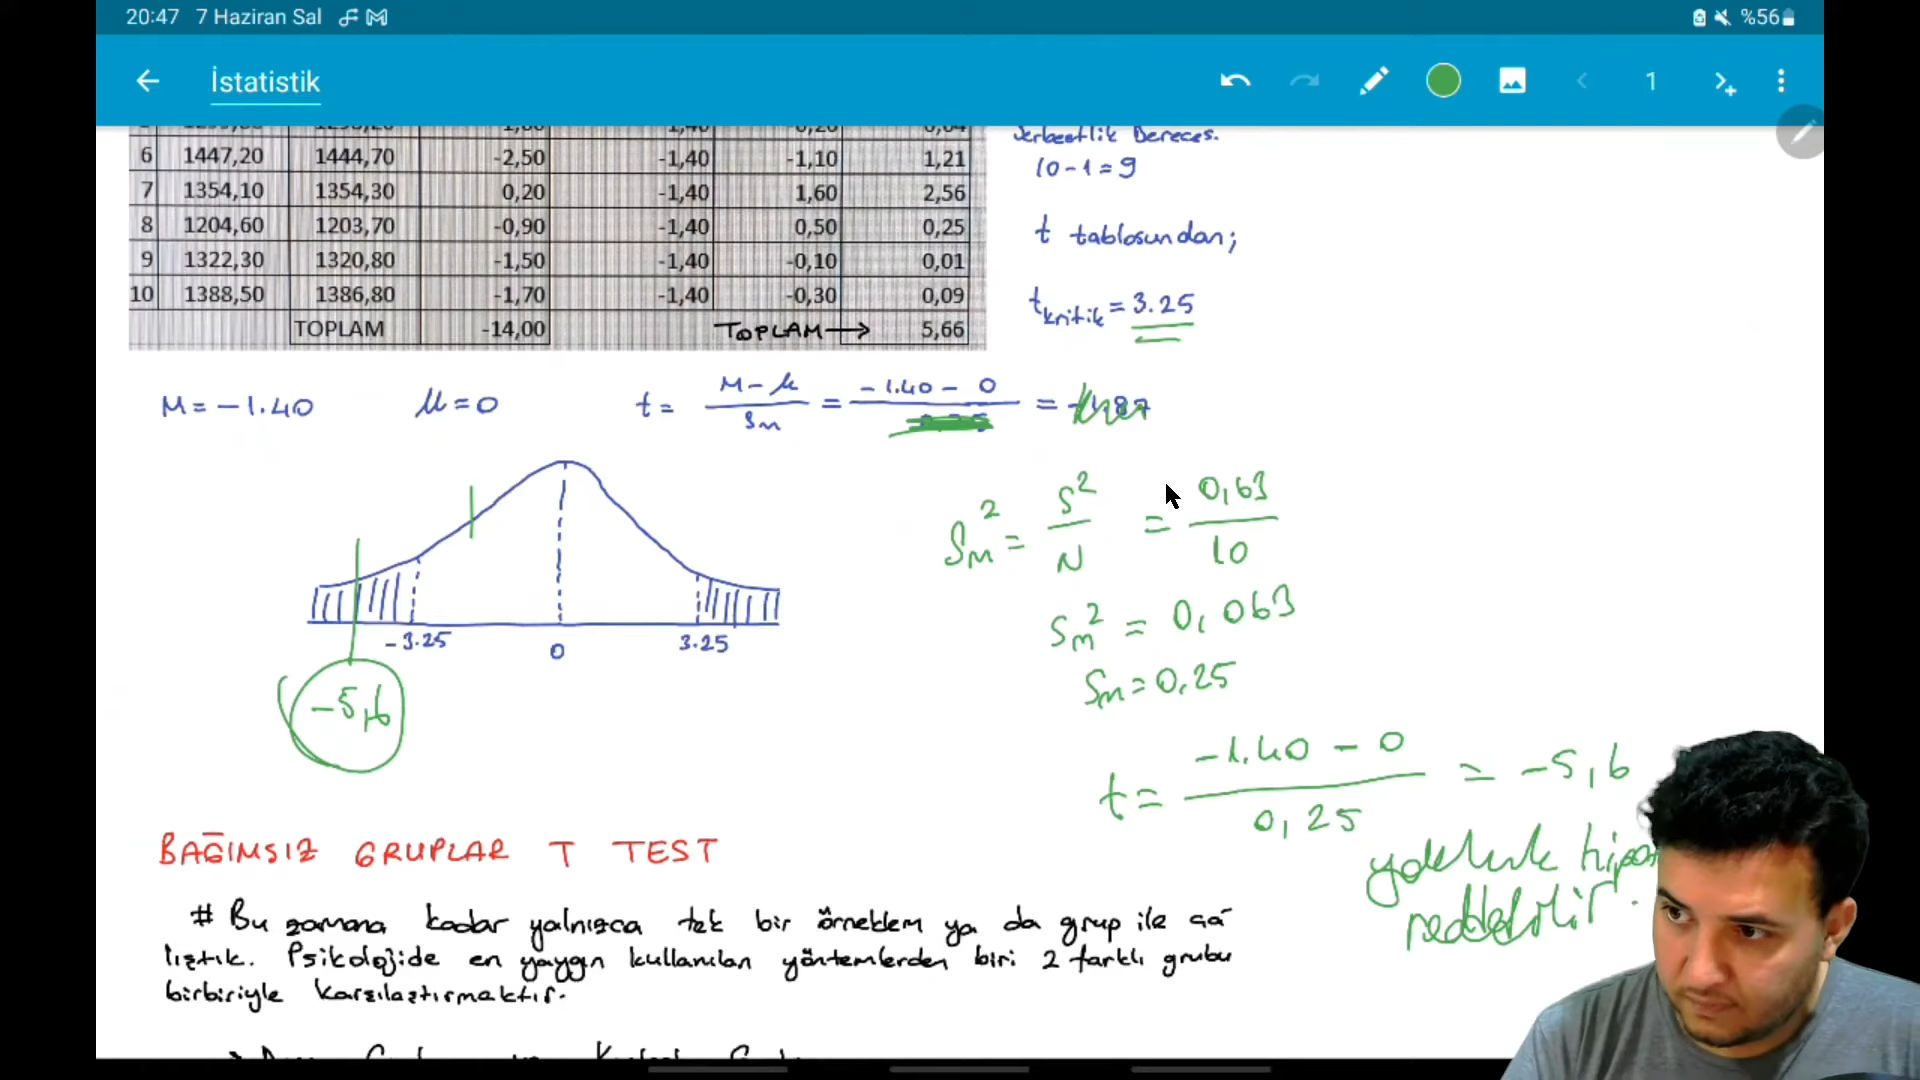 20:47 7 Haziran Sal %56
İstatistik 1
6 1447,20 1444,70 -2,50 -1,40 -1,10 1,21
7 1354,10 1354,30 0,20 -1,40 1,60 2,56
8 1204,60 1203,70 -0,90 -1,40 0,50 0,25
9 1322,30 1320,80 -1,50 -1,40 -0,10 0,01
10 1388,50 1386,80 -1,70 -1,40 -0,30 0,09
TOPLAM -14,00 TOPLAM → 5,66
Serbestlik Dereces.
10-1=9
t tablosundan;
tkritik = 3.25
M = -1.40 μ=0 t = M-μ / Sm = -1.40 - 0 / =
-3.25 0 3.25
-5,6
Sm² = S² / N = 0,63 / 10
Sm² = 0,063
Sm = 0,25
t = -1.40 - 0 / 0,25 = -5,6
yokluk
reddedilir.
BAĞIMSIZ GRUPLAR T TEST
# Bu zamana kadar yalnızca tek bir örneklem ya da grup ile ça
lıştık. Psikolojide en yaygın kullanılan yöntemlerden biri 2 farklı grubu
birbiriyle karşılaştırmaktır.